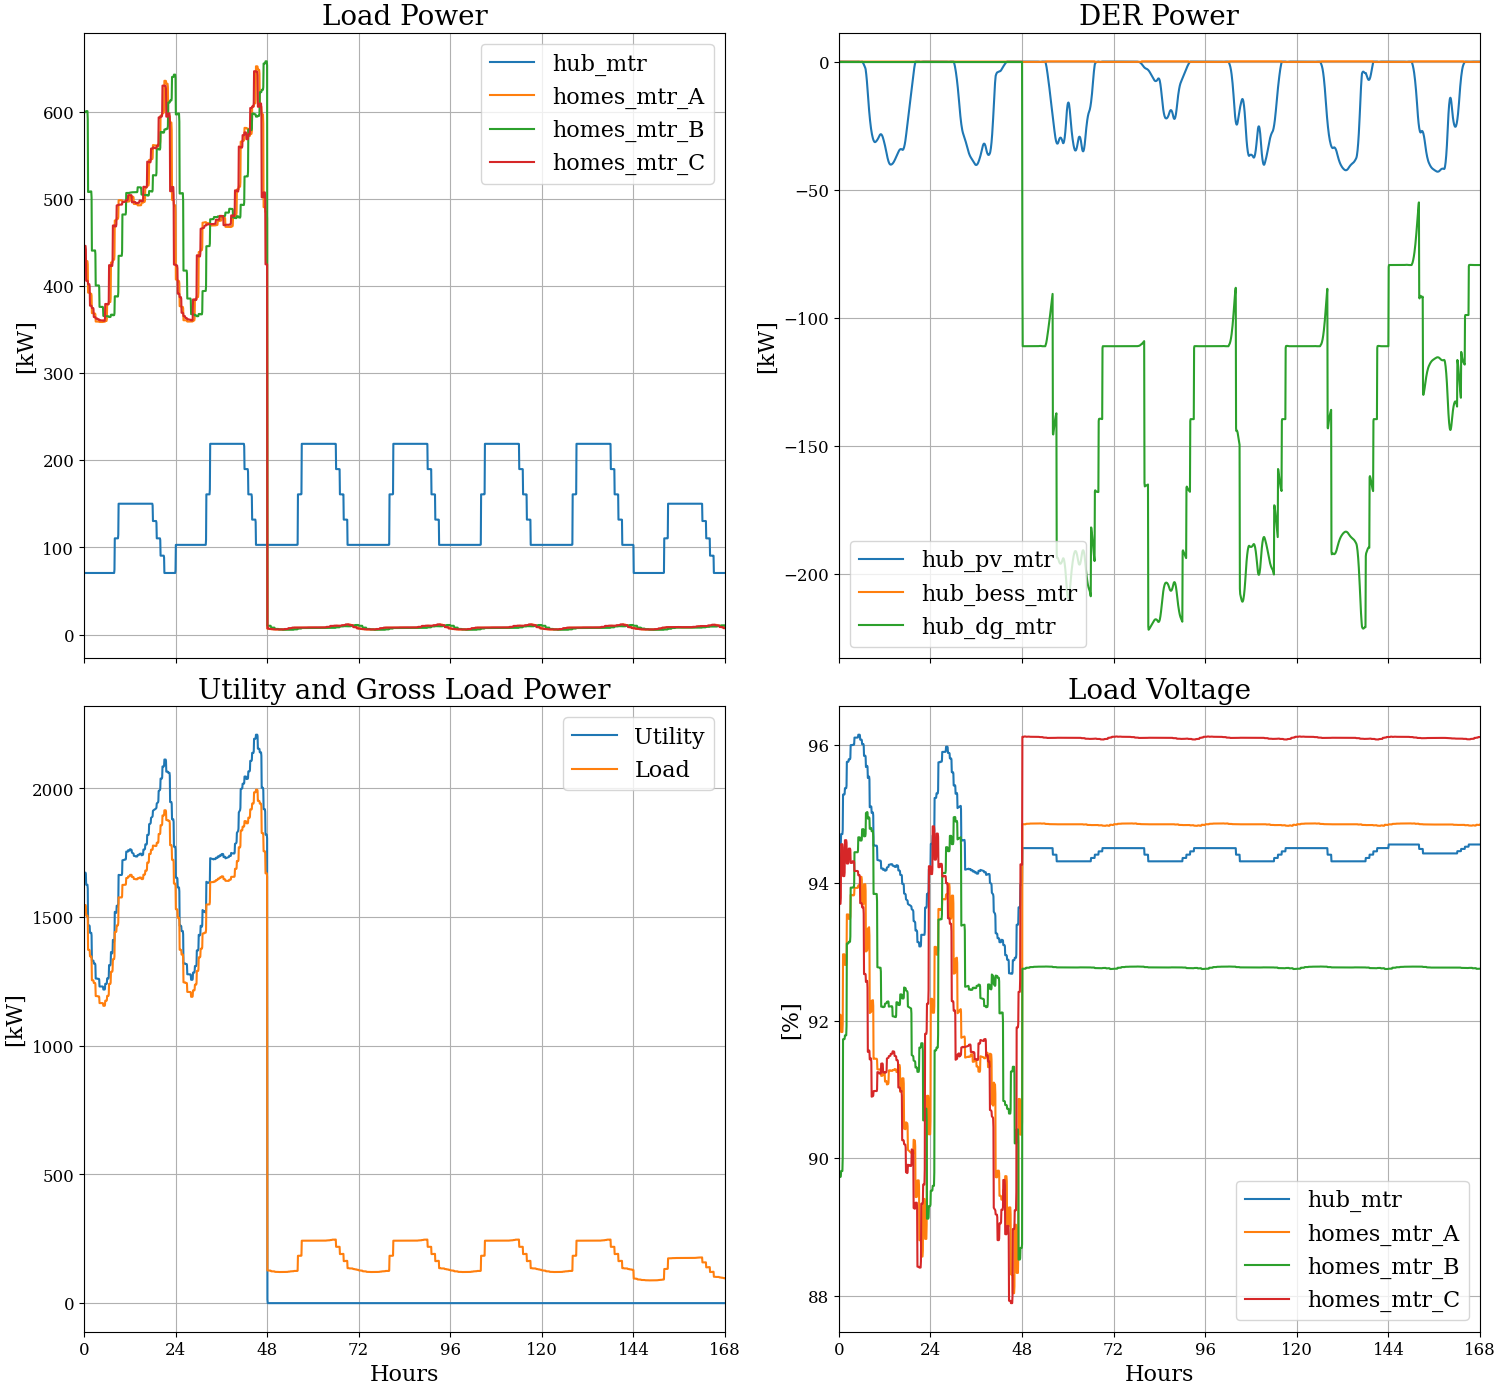 Load Power
[kW]
600
500
400
300
200
100
0
hub_mtr
homes_mtr_A
homes_mtr_B
homes_mtr_C
DER Power
[kW]
0
−50
−100
−150
−200
hub_pv_mtr
hub_bess_mtr
hub_dg_mtr
Utility and Gross Load Power
[kW]
2000
1500
1000
500
0
Utility
Load
0 24 48 72 96 120 144 168
Hours
Load Voltage
[%]
96
94
92
90
88
hub_mtr
homes_mtr_A
homes_mtr_B
homes_mtr_C
0 24 48 72 96 120 144 168
Hours